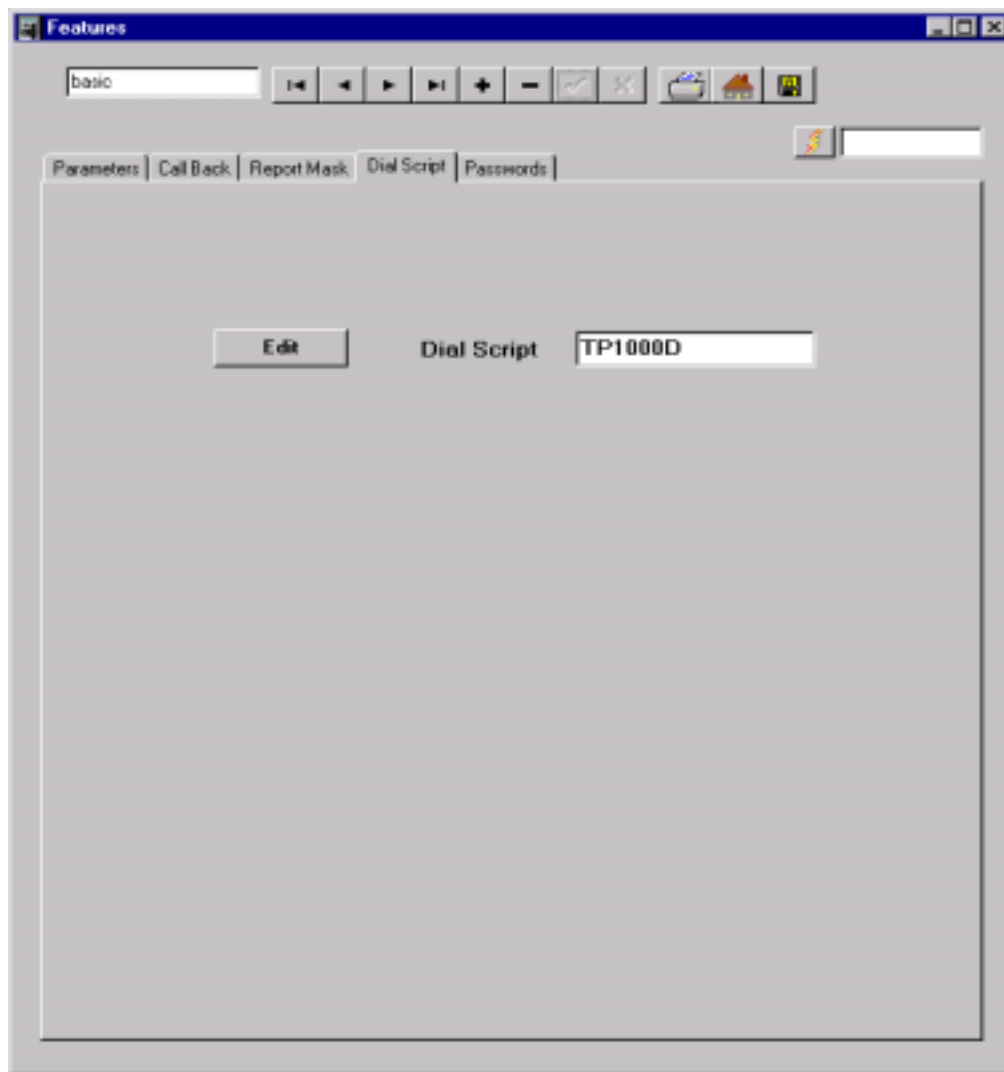 Features
basic
Parameters Call Back Report Mask Dial Script Passwords
Edit Dial Script TP1000D